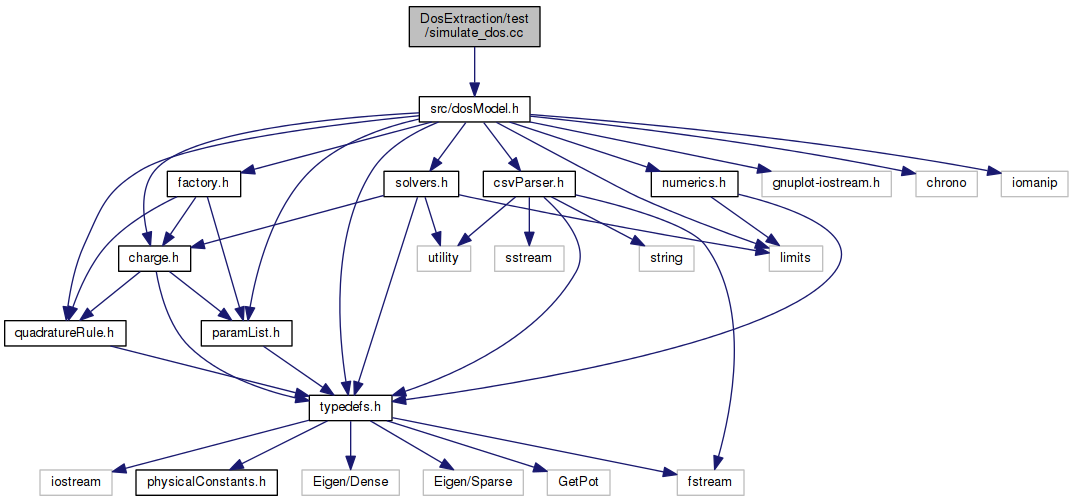 DosExtraction/test
/simulate_dos.cc
src/dosModel.h
factory.h
solvers.h
csvParser.h
numerics.h
gnuplot-iostream.h
chrono
iomanip
charge.h
utility
sstream
string
limits
quadratureRule.h
paramList.h
typedefs.h
iostream
physicalConstants.h
Eigen/Dense
Eigen/Sparse
GetPot
fstream